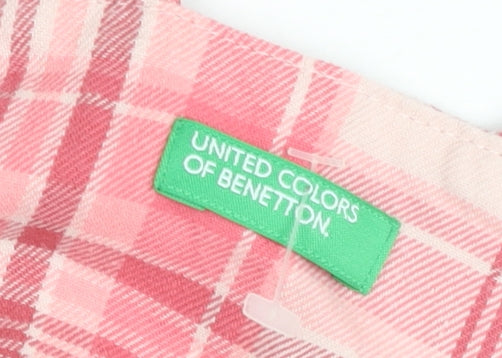 UNITED COLORS
OF BENETTON.